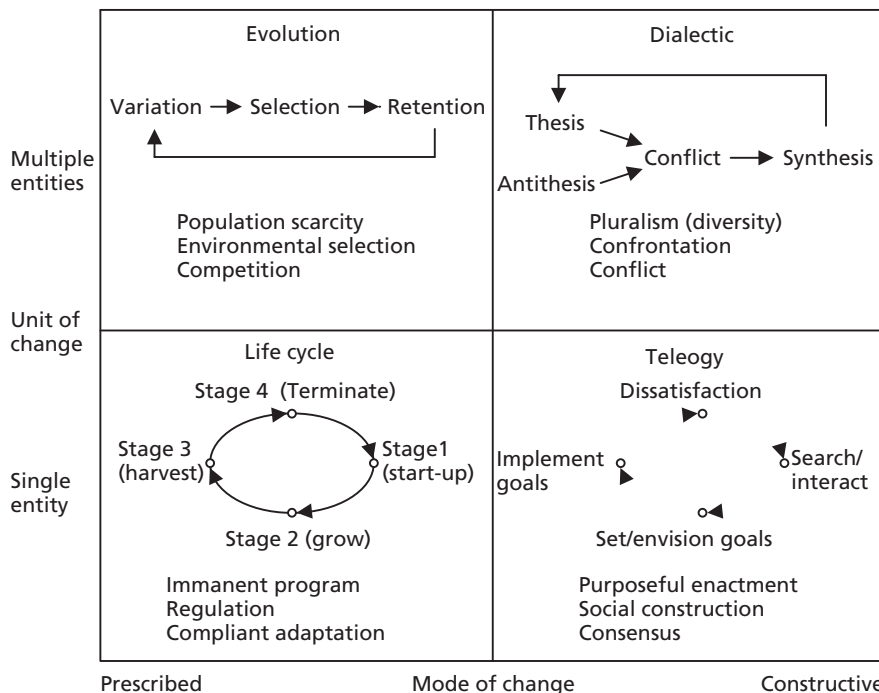 Evolution
Variation
Selection
Retention
Population scarcity
Environmental selection
Competition
Dialectic
Thesis
Antithesis
Conflict
Synthesis
Pluralism (diversity)
Confrontation
Conflict
Multiple
entities
Unit of
change
Single
entity
Life cycle
Stage 4 (Terminate)
Stage 3
(harvest)
Stage1
(start-up)
Stage 2 (grow)
Immanent program
Regulation
Compliant adaptation
Teleogy
Dissatisfaction
Implement
goals
Search/
interact
Set/envision goals
Purposeful enactment
Social construction
Consensus
Prescribed
Mode of change
Constructive